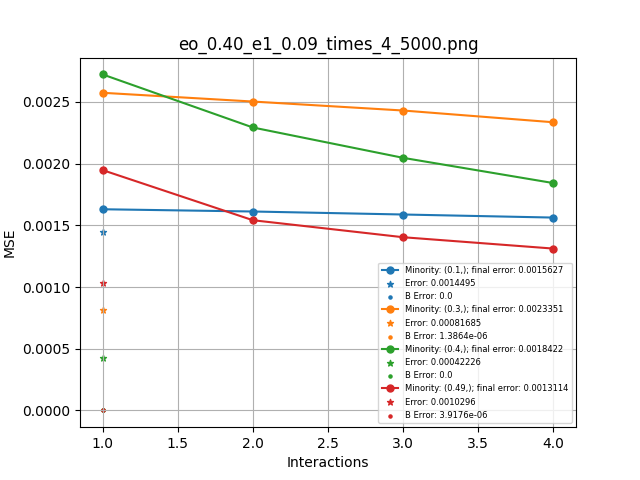 eo_0.40_e1_0.09_times_4_5000.png
MSE
0.0025
0.0020
0.0015
0.0010
0.0005
0.0000
Minority: (0.1,); final error: 0.0015627
Error: 0.0014495
B Error: 0.0
Minority: (0.3,); final error: 0.0023351
Error: 0.00081685
B Error: 1.3864e-06
Minority: (0.4,); final error: 0.0018422
Error: 0.00042226
B Error: 0.0
Minority: (0.49,); final error: 0.0013114
Error: 0.0010296
B Error: 3.9176e-06
1.0 1.5 2.0 2.5 3.0 3.5 4.0
Interactions